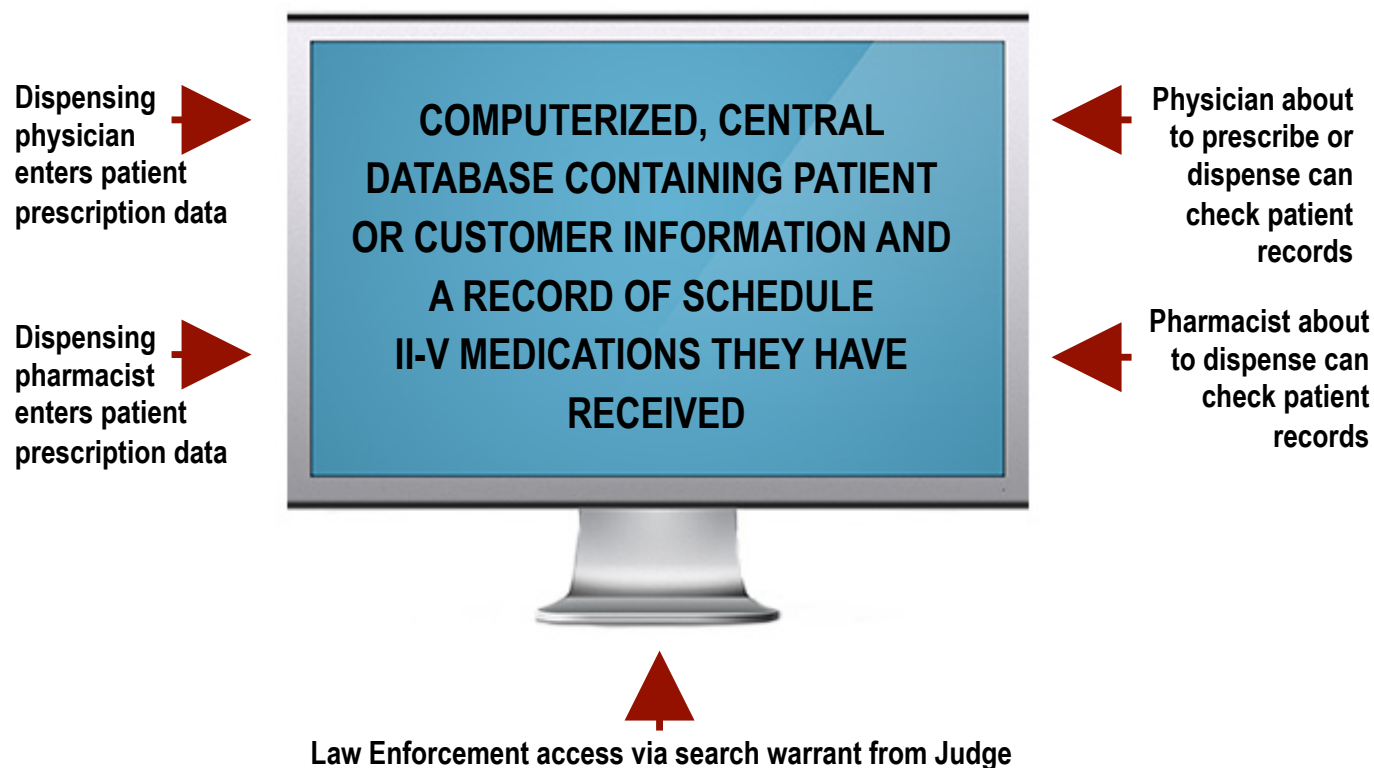 Dispensing
physician
enters patient
prescription data
Dispensing
pharmacist
enters patient
prescription data
COMPUTERIZED, CENTRAL
DATABASE CONTAINING PATIENT
OR CUSTOMER INFORMATION AND
A RECORD OF SCHEDULE
II-V MEDICATIONS THEY HAVE
RECEIVED
Physician about
to prescribe or
dispense can
check patient
records
Pharmacist about
to dispense can
check patient
records
Law Enforcement access via search warrant from Judge